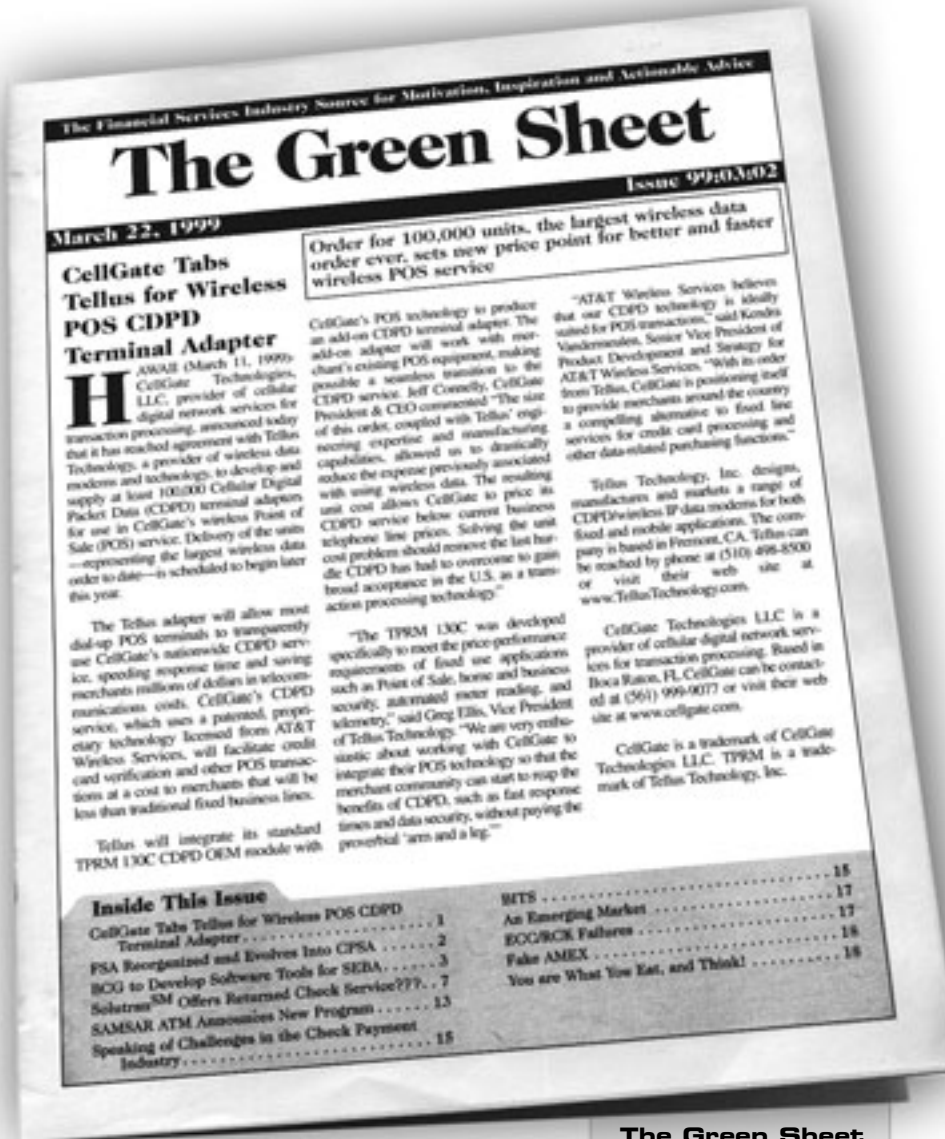 The Financial Services Industry Source for Motivation, Inspiration and Actionable Advice
The Green Sheet
Issue 99:03:02
March 22, 1999
CellGate Tabs
Tellus for Wireless
POS CDPD
Terminal Adapter
Order for 100,000 units, the largest wireless data
order ever, sets new price point for better and faster
wireless POS service
HAWAII (March 11, 1999)-
CellGate Technologies,
LLC, provider of cellular
digital network services for
transaction processing, announced today
that it has reached agreement with Tellus
Technology, a provider of wireless data
modems and technology, to develop and
supply at least 100,000 Cellular Digital
Packet Data (CDPD) terminal adaptors
for use in CellGate's wireless Point of
Sale (POS) service. Delivery of the units
—representing the largest wireless data
order to date—is scheduled to begin later
this year.
The Tellus adapter will allow most
dial-up POS terminals to transparently
use CellGate's nationwide CDPD serv-
ice, speeding response time and saving
merchants millions of dollars in telecom-
munications costs. CellGate's CDPD
service, which uses a patented, propri-
etary technology licensed from AT&T
Wireless Services, will facilitate credit
card verification and other POS transac-
tions at a cost to merchants that will be
less than traditional fixed business lines.
Tellus will integrate its standard
TPRM 130C CDPD OEM module with
CellGate's POS technology to produce
an add-on CDPD terminal adapter. The
add-on adapter will work with mer-
chant's existing POS equipment, making
possible a seamless transition to the
CDPD service. Jeff Connelly, CellGate
President & CEO commented "The size
of this order, coupled with Tellus' engi-
neering expertise and manufacturing
capabilities, allowed us to drastically
reduce the expense previously associated
with using wireless data. The resulting
unit cost allows CellGate to price its
CDPD service below current business
telephone line prices. Solving the unit
cost problem should remove the last hur-
dle CDPD has had to overcome to gain
broad acceptance in the U.S. as a trans-
action processing technology."
"The TPRM 130C was developed
specifically to meet the price-performance
requirements of fixed use applications
such as Point of Sale, home and business
security, automated meter reading, and
telemetry," said Greg Ellis, Vice President
of Tellus Technology. "We are very enthu-
siastic about working with CellGate to
integrate their POS technology so that the
merchant community can start to reap the
benefits of CDPD, such as fast response
times and data security, without paying the
proverbial 'arm and a leg.'"
"AT&T Wireless Services believes
that our CDPD technology is ideally
suited for POS transactions," said Kendra
Vandermeulen, Senior Vice President of
Product Development and Strategy for
AT&T Wireless Services. "With its order
from Tellus, CellGate is positioning itself
to provide merchants around the country
a compelling alternative to fixed line
services for credit card processing and
other data-related purchasing functions."
Tellus Technology, Inc. designs,
manufactures and markets a range of
CDPD/wireless IP data modems for both
fixed and mobile applications. The com-
pany is based in Fremont, CA. Tellus can
be reached by phone at (510) 498-8500
or visit their web site at
www.TellusTechnology.com.
CellGate Technologies LLC is a
provider of cellular digital network serv-
ices for transaction processing. Based in
Boca Raton, FL, CellGate can be contact-
ed at (561) 999-9077 or visit their web
site at www.cellgate.com.
CellGate is a trademark of CellGate
Technologies LLC. TPRM is a trade-
mark of Tellus Technology, Inc.
Inside This Issue
CellGate Tabs Tellus for Wireless POS CDPD
Terminal Adapter . . . . . . . . . . 1
FSA Reorganized and Evolves Into CPSA . . . . . . 2
BCG to Develop Software Tools for SEBA . . . . . . 3
Solutran℠ Offers Returned Check Service??? . . 7
SAMSAR ATM Announces New Program . . . . . . 13
Speaking of Challenges in the Check Payment
Industry . . . . . . . . . . 15
BITS . . . . . . . . . . 15
An Emerging Market . . . . . . . . . . 17
ECC/RCK Failures . . . . . . . . . . 17
Fake AMEX . . . . . . . . . . 18
You are What You Eat, and Think! . . . . . . . . . . 18
The Green Sheet